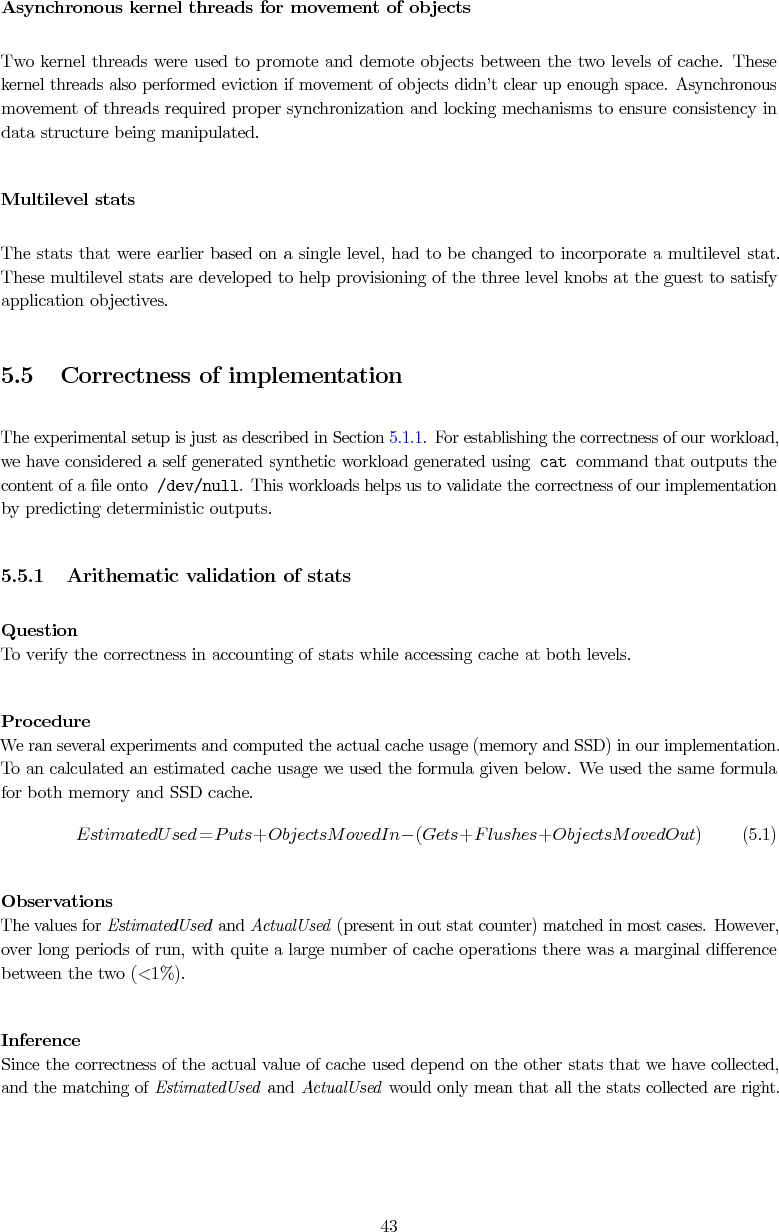 Asynchronous kernel threads for movement of objects
Two kernel threads were used to promote and demote objects between the two levels of cache. These
kernel threads also performed eviction if movement of objects didn't clear up enough space. Asynchronous
movement of threads required proper synchronization and locking mechanisms to ensure consistency in
data structure being manipulated.
Multilevel stats
The stats that were earlier based on a single level, had to be changed to incorporate a multilevel stat.
These multilevel stats are developed to help provisioning of the three level knobs at the guest to satisfy
application objectives.
5.5 Correctness of implementation
The experimental setup is just as described in Section 5.1.1. For establishing the correctness of our workload,
we have considered a self generated synthetic workload generated using cat command that outputs the
content of a file onto /dev/null. This workloads helps us to validate the correctness of our implementation
by predicting deterministic outputs.
5.5.1 Arithematic validation of stats
Question
To verify the correctness in accounting of stats while accessing cache at both levels.
Procedure
We ran several experiments and computed the actual cache usage (memory and SSD) in our implementation.
To an calculated an estimated cache usage we used the formula given below. We used the same formula
for both memory and SSD cache.
EstimatedUsed=Puts+ObjectsMovedIn−(Gets+Flushes+ObjectsMovedOut) (5.1)
Observations
The values for EstimatedUsed and ActualUsed (present in out stat counter) matched in most cases. However,
over long periods of run, with quite a large number of cache operations there was a marginal difference
between the two (<1%).
Inference
Since the correctness of the actual value of cache used depend on the other stats that we have collected,
and the matching of EstimatedUsed and ActualUsed would only mean that all the stats collected are right.
43